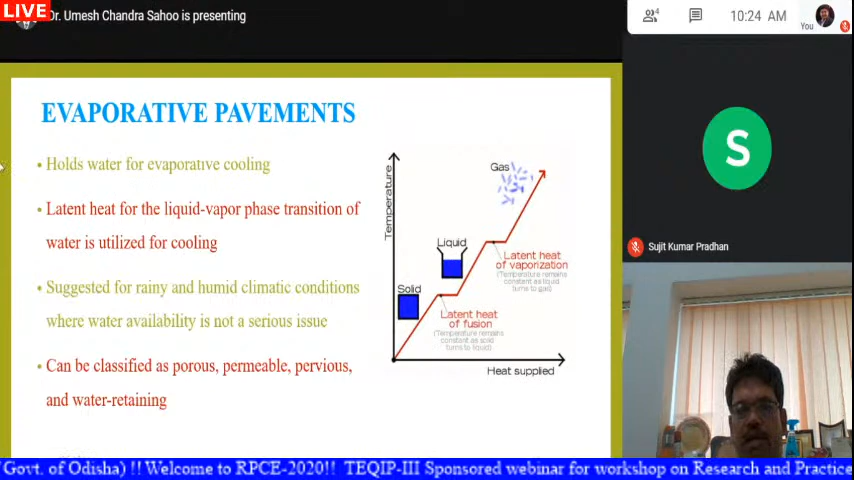 LIVE
Dr. Umesh Chandra Sahoo is presenting
4
10:24 AM
You
EVAPORATIVE PAVEMENTS
• Holds water for evaporative cooling
• Latent heat for the liquid-vapor phase transition of
water is utilized for cooling
• Suggested for rainy and humid climatic conditions
where water availability is not a serious issue
• Can be classified as porous, permeable, pervious,
and water-retaining
Temperature
Gas
Liquid
Latent heat
of vaporization
(Temperature remains
constant as liquid
turns to gas)
Solid
Latent heat
of fusion
(Temperature remains
constant as solid
turns to liquid)
Heat supplied
S
Sujit Kumar Pradhan
Govt. of Odisha) !! Welcome to RPCE-2020!! TEQIP-III Sponsored webinar for workshop on Research and Practice